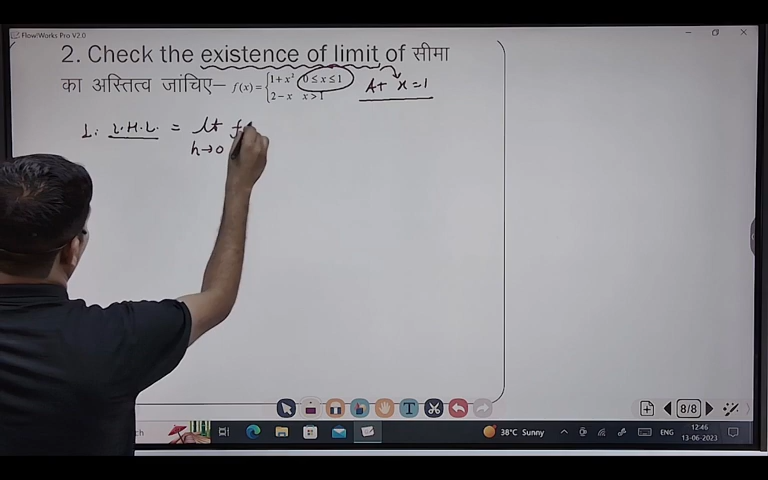 FlowWorks Pro V2.0
2. Check the existence of limit of सीमा
का अस्तित्व जांचिए– f(x) = { 1+x² 0≤x≤1 At x=1
2−x x>1
L.H.L. = lt f
h→0
T
8/8
ch
38°C Sunny
ENG
12:46
13-06-2023